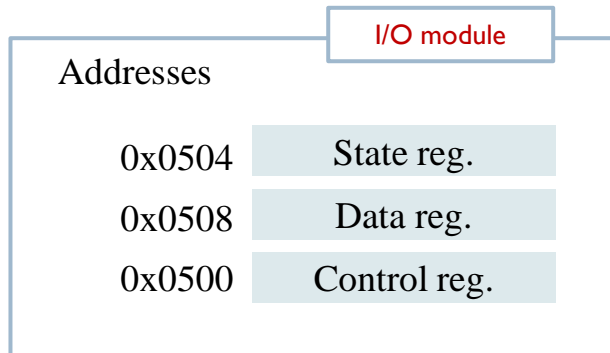 I/O module
Addresses
0x0504 State reg.
0x0508 Data reg.
0x0500 Control reg.